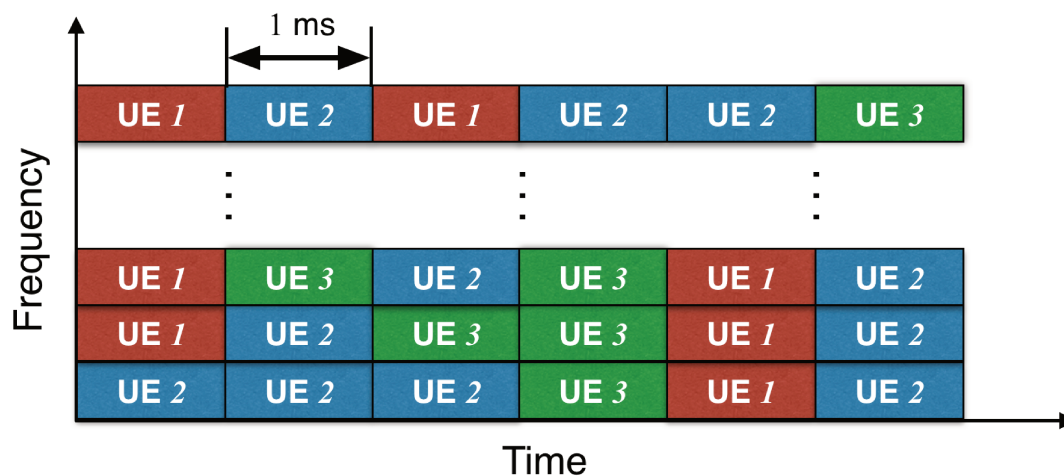 1 ms
UE 1 UE 2 UE 1 UE 2 UE 2 UE 3
UE 1 UE 3 UE 2 UE 3 UE 1 UE 2
UE 1 UE 2 UE 3 UE 3 UE 1 UE 2
UE 2 UE 2 UE 2 UE 3 UE 1 UE 2
Frequency
Time